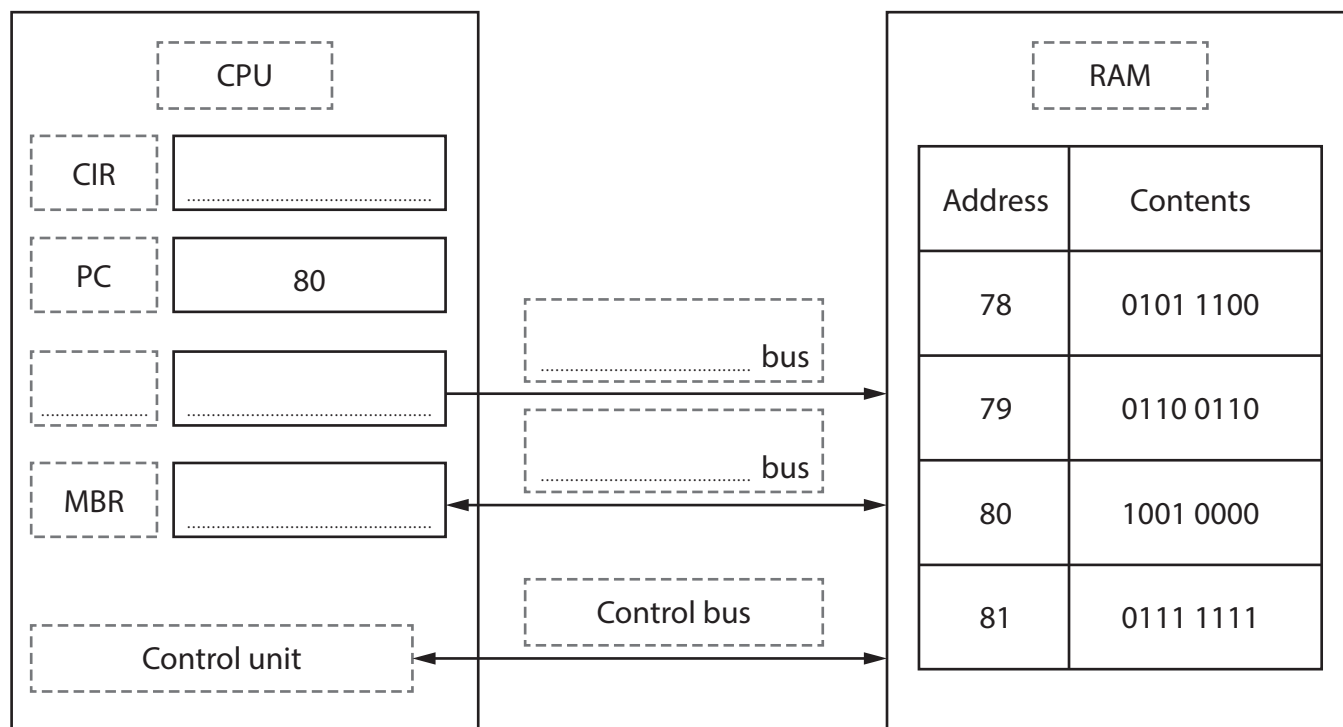 CPU
RAM
CIR
PC
80
bus
bus
MBR
Control bus
Control unit
Address Contents
78 0101 1100
79 0110 0110
80 1001 0000
81 0111 1111